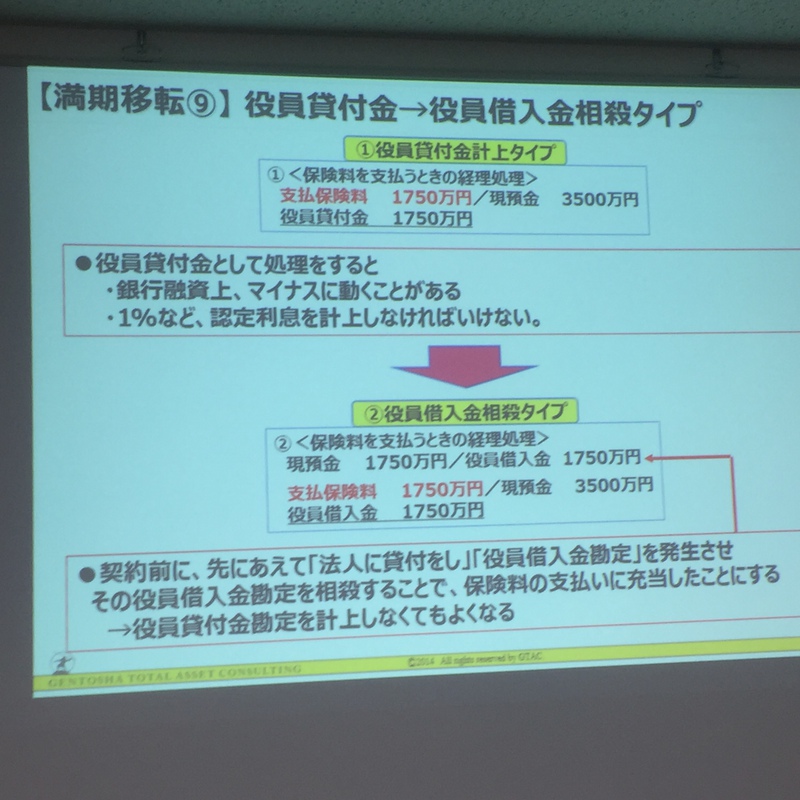 【満期移転⑨】役員貸付金→役員借入金相殺タイプ
①役員貸付金計上タイプ
①<保険料を支払うときの経理処理>
支払保険料 1750万円/現預金 3500万円
役員貸付金 1750万円
●役員貸付金として処理をすると
・銀行融資上、マイナスに動くことがある
・1%など、認定利息を計上しなければいけない。
②役員借入金相殺タイプ
②<保険料を支払うときの経理処理>
現預金 1750万円/役員借入金 1750万円
支払保険料 1750万円/現預金 3500万円
役員借入金 1750万円
●契約前に、先にあえて「法人に貸付をし」「役員借入金勘定」を発生させ
その役員借入金勘定を相殺することで、保険料の支払いに充当したことにする
→役員貸付金勘定を計上しなくてもよくなる
GENTOSHA TOTAL ASSET CONSULTING
©2014 All rights reserved by GTAC